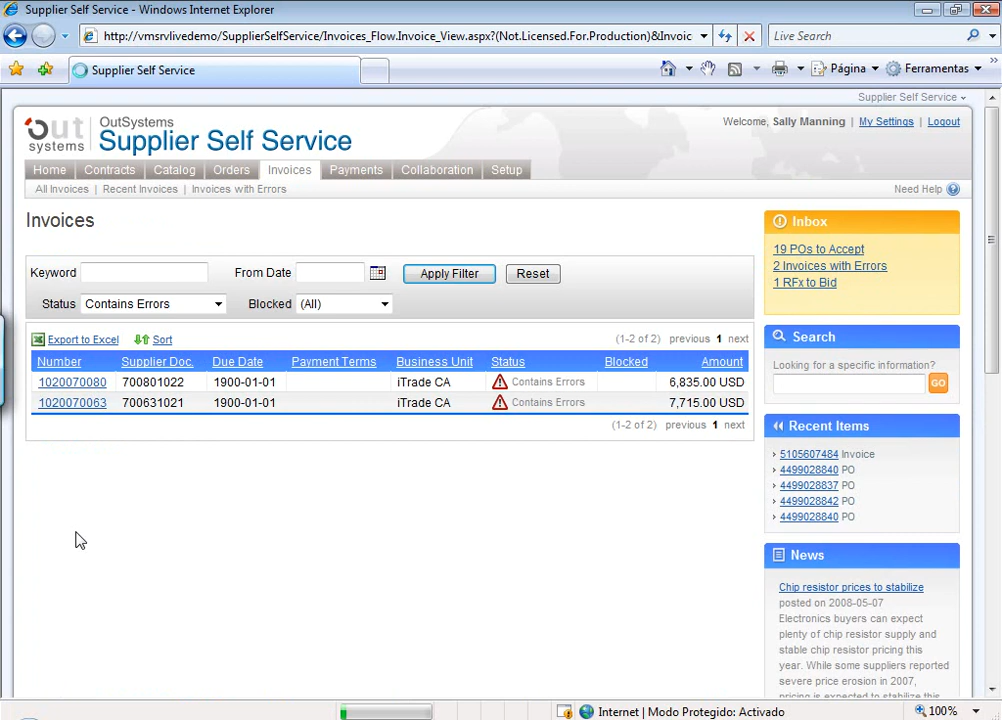 Supplier Self Service - Windows Internet Explorer
http://vmsrvlivedemo/SupplierSelfService/Invoices_Flow.Invoice_View.aspx?(Not.Licensed.For.Production)&Invoic
Live Search
Supplier Self Service
Página
Ferramentas
Supplier Self Service
out systems
OutSystems
Supplier Self Service
Welcome, Sally Manning | My Settings | Logout
Home Contracts Catalog Orders Invoices Payments Collaboration Setup
All Invoices | Recent Invoices | Invoices with Errors
Need Help ?
Invoices
Keyword
From Date
Apply Filter
Reset
Status Contains Errors
Blocked (All)
Export to Excel Sort
(1-2 of 2) previous 1 next
Number Supplier Doc. Due Date Payment Terms Business Unit Status Blocked Amount
1020070080 700801022 1900-01-01 iTrade CA Contains Errors 6,835.00 USD
1020070063 700631021 1900-01-01 iTrade CA Contains Errors 7,715.00 USD
(1-2 of 2) previous 1 next
Inbox
19 POs to Accept
2 Invoices with Errors
1 RFx to Bid
Search
Looking for a specific information?
GO
Recent Items
5105607484 Invoice
4499028840 PO
4499028837 PO
4499028842 PO
4499028840 PO
News
Chip resistor prices to stabilize
posted on 2008-05-07
Electronics buyers can expect
plenty of chip resistor supply and
stable chip resistor pricing this
year. While some suppliers reported
severe price erosion in 2007,
pricing is expected to stabilize this
Internet | Modo Protegido: Activado
100%